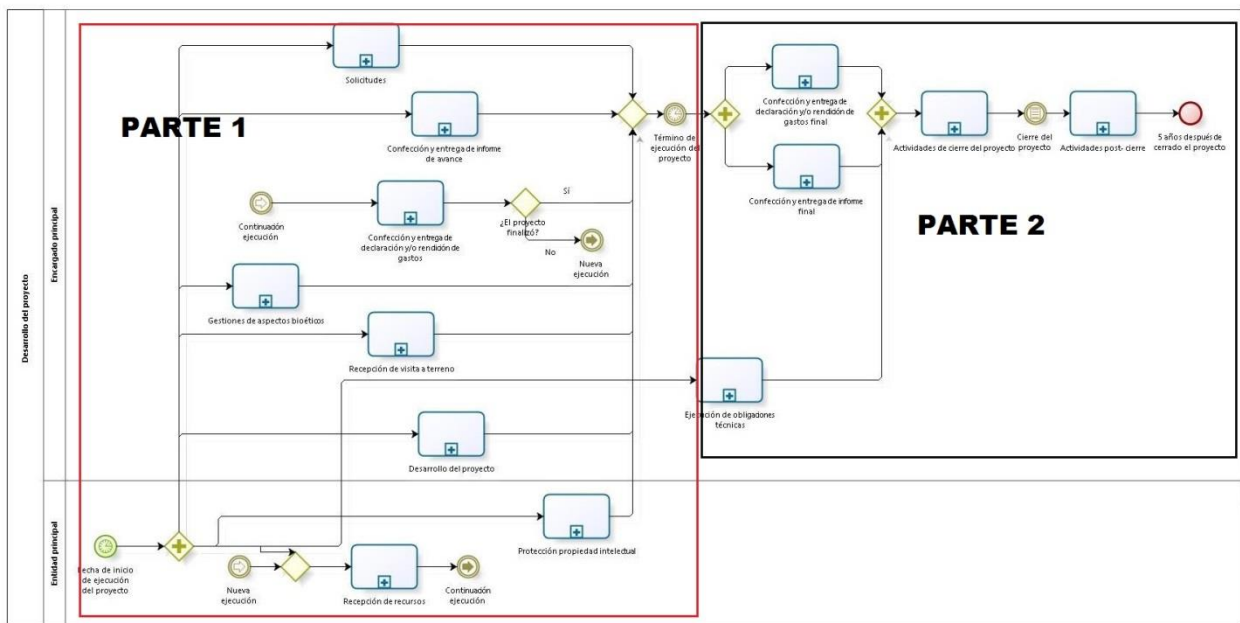 Desarrollo del proyecto
Encargado principal
Entidad principal
PARTE 1
Solicitudes
Confección y entrega de informe
de avance
Continuación
ejecución
Confección y entrega de
declaración y/o rendición de
gastos
¿El proyecto
finalizó?
Sí
No
Nueva
ejecución
Gestiones de aspectos bioéticos
Recepción de visita a terreno
Desarrollo del proyecto
Término de
ejecución del
proyecto
PARTE 2
Confección y entrega de
declaración y/o rendición de
gastos final
Confección y entrega de informe
final
Actividades de cierre del proyecto
Cierre del
proyecto
Actividades post- cierre
5 años después de
cerrado el proyecto
Ejecución de obligaciones
técnicas
Fecha de inicio
de ejecución
del proyecto
Protección propiedad intelectual
Nueva
ejecución
Recepción de recursos
Continuación
ejecución